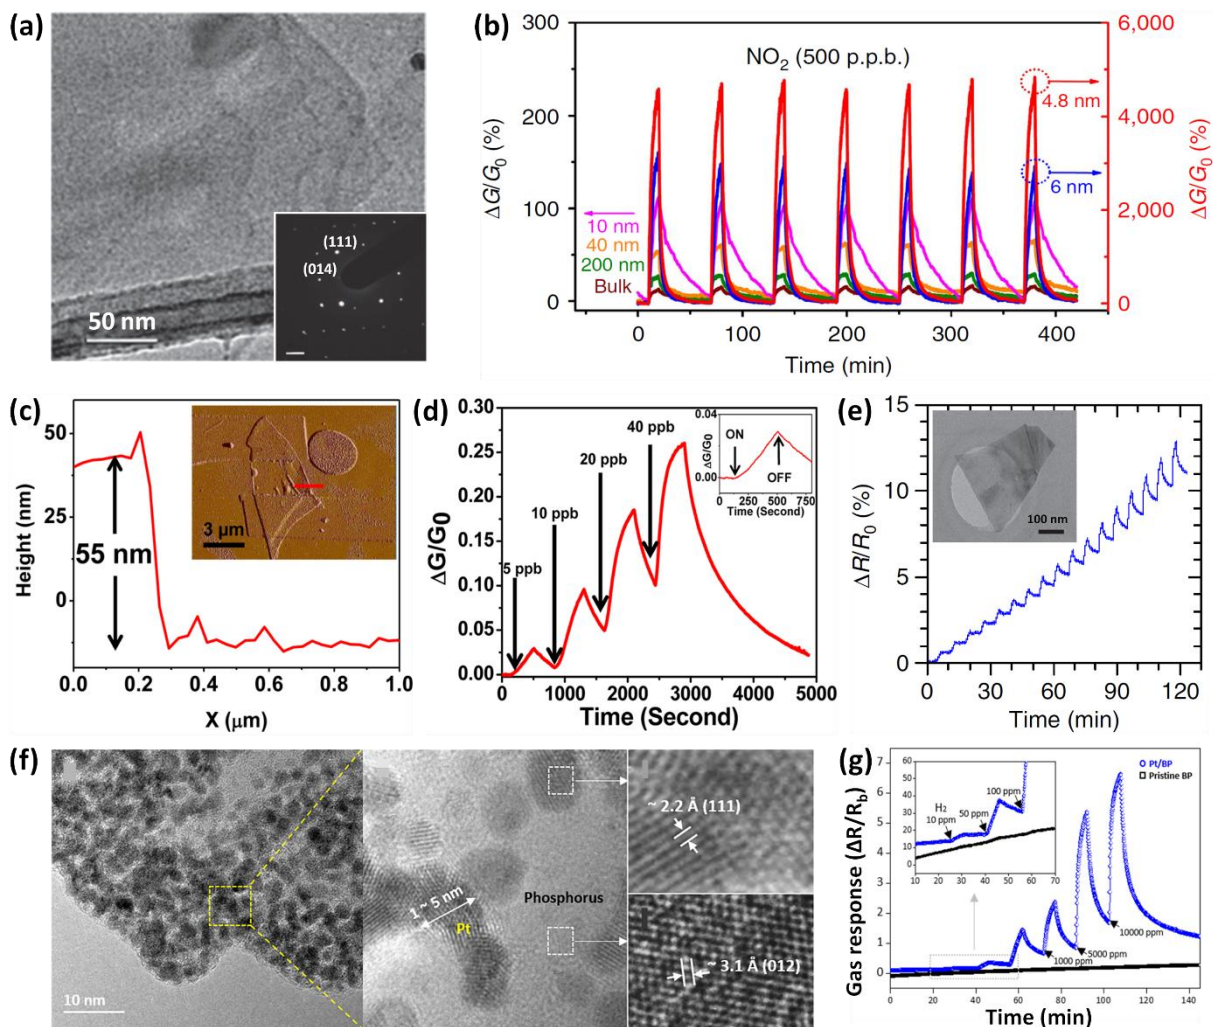 (a)
(111)
(014)
50 nm
(b)
NO2 (500 p.p.b.)
ΔG/G0 (%)
300
250
200
150
100
50
0
10 nm
40 nm
200 nm
Bulk
4.8 nm
6 nm
6,000
4,000
2,000
0
ΔG/G0 (%)
0 100 200 300 400
Time (min)
(c)
Height (nm)
50
40
0
20
55 nm
3 µm
0.0 0.2 0.4 0.6 0.8 1.0
X (µm)
(d)
ΔG/G0
0.30
0.25
0.20
0.15
0.10
0.05
0.00
5 ppb
10 ppb
20 ppb
40 ppb
0.04
0.00
ΔG/G0
ON
OFF
0 250 500 750
Time (Second)
0 1000 2000 3000 4000 5000
Time (Second)
(e)
ΔR/R0 (%)
15
10
5
0
100 nm
0 30 60 90 120
Time (min)
(f)
10 nm
1 ~ 5 nm
Pt
Phosphorus
~ 2.2 Å (111)
~ 3.1 Å (012)
(g)
Gas response (ΔR/Rb)
7
6
5
4
3
2
1
0
Pt/BP
Pristine BP
60
50
40
30
20
10
0
H2
10 ppm
50 ppm
100 ppm
10 20 30 40 50 60 70
1000 ppm
5000 ppm
10000 ppm
0 20 40 60 80 100 120 140
Time (min)